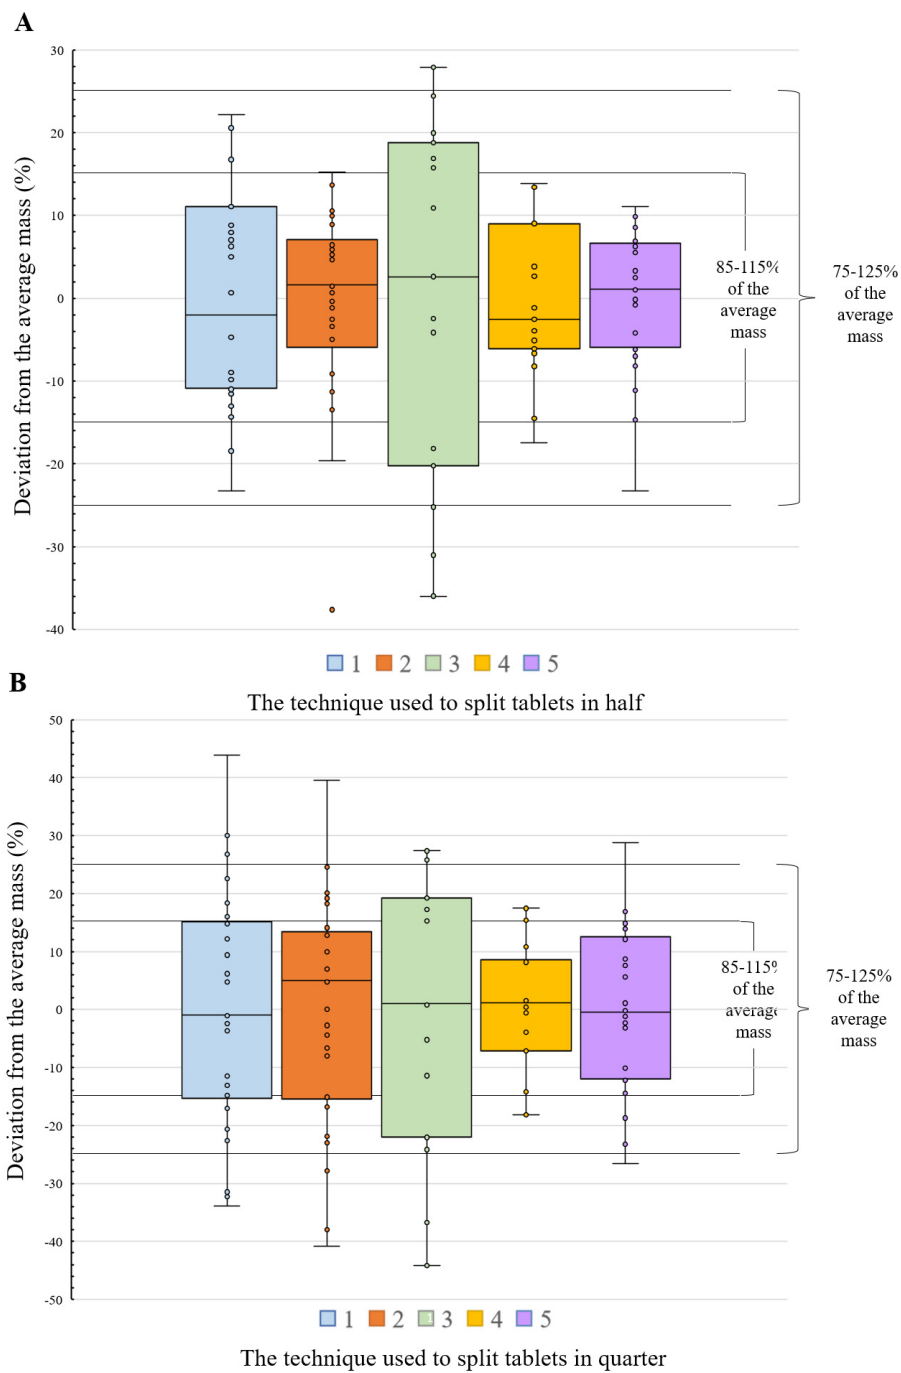 A
30
20
10
0
-10
-20
-30
-40
Deviation from the average mass (%)
85-115%
of the
average
mass
75-125%
of the
average
mass
1 2 3 4 5
The technique used to split tablets in half
B
50
40
30
20
10
0
-10
-20
-30
-40
-50
Deviation from the average mass (%)
85-115%
of the
average
mass
75-125%
of the
average
mass
1 2 3 4 5
The technique used to split tablets in quarter